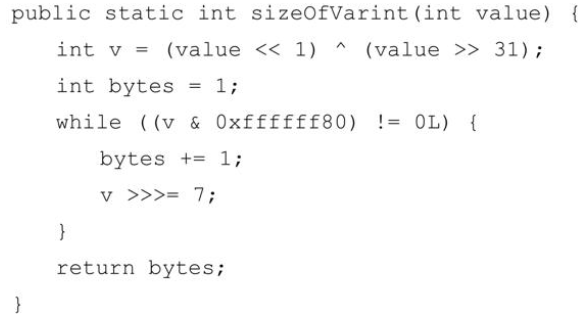 public static int sizeOfVarint(int value) {
    int v = (value << 1) ^ (value >> 31);
    int bytes = 1;
    while ((v & 0xffffff80) != 0L) {
        bytes += 1;
        v >>>= 7;
    }
    return bytes;
}